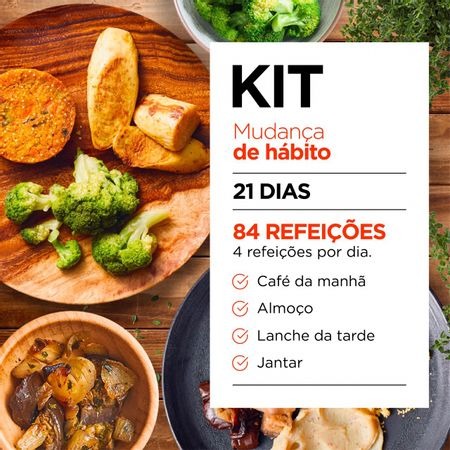 KIT
Mudança
de hábito
21 DIAS
84 REFEIÇÕES
4 refeições por dia.
Café da manhã
Almoço
Lanche da tarde
Jantar